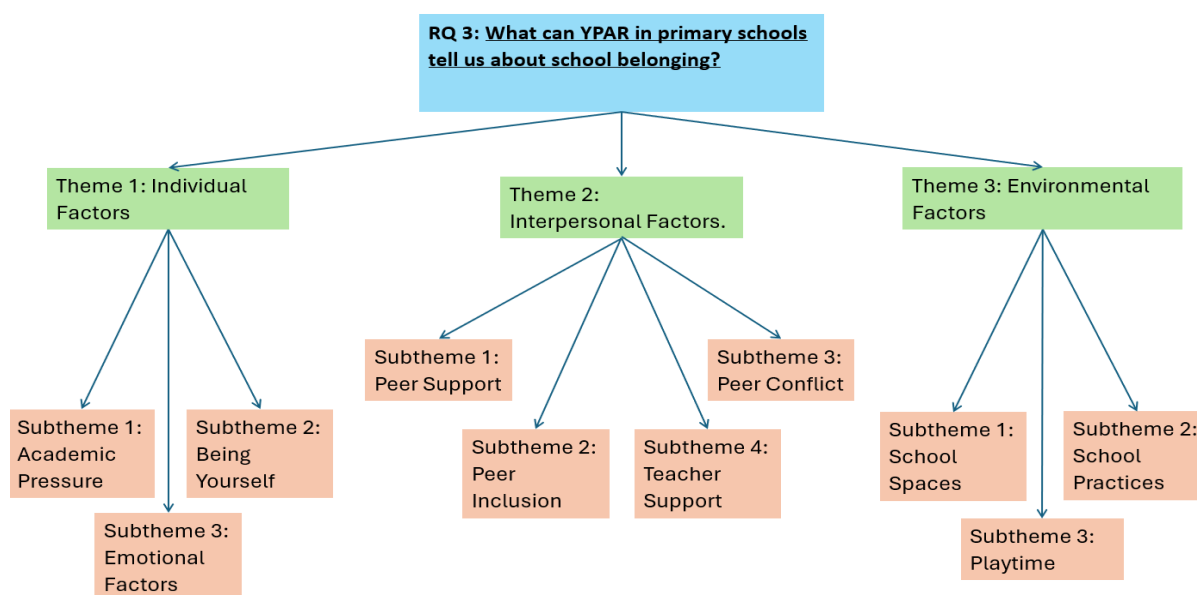 RQ 3: What can YPAR in primary schools
tell us about school belonging?
Theme 1: Individual
Factors
Theme 2:
Interpersonal Factors.
Theme 3: Environmental
Factors
Subtheme 1:
Academic
Pressure
Subtheme 2:
Being
Yourself
Subtheme 3:
Emotional
Factors
Subtheme 1:
Peer Support
Subtheme 2:
Peer
Inclusion
Subtheme 3:
Peer Conflict
Subtheme 4:
Teacher
Support
Subtheme 1:
School
Spaces
Subtheme 2:
School
Practices
Subtheme 3:
Playtime